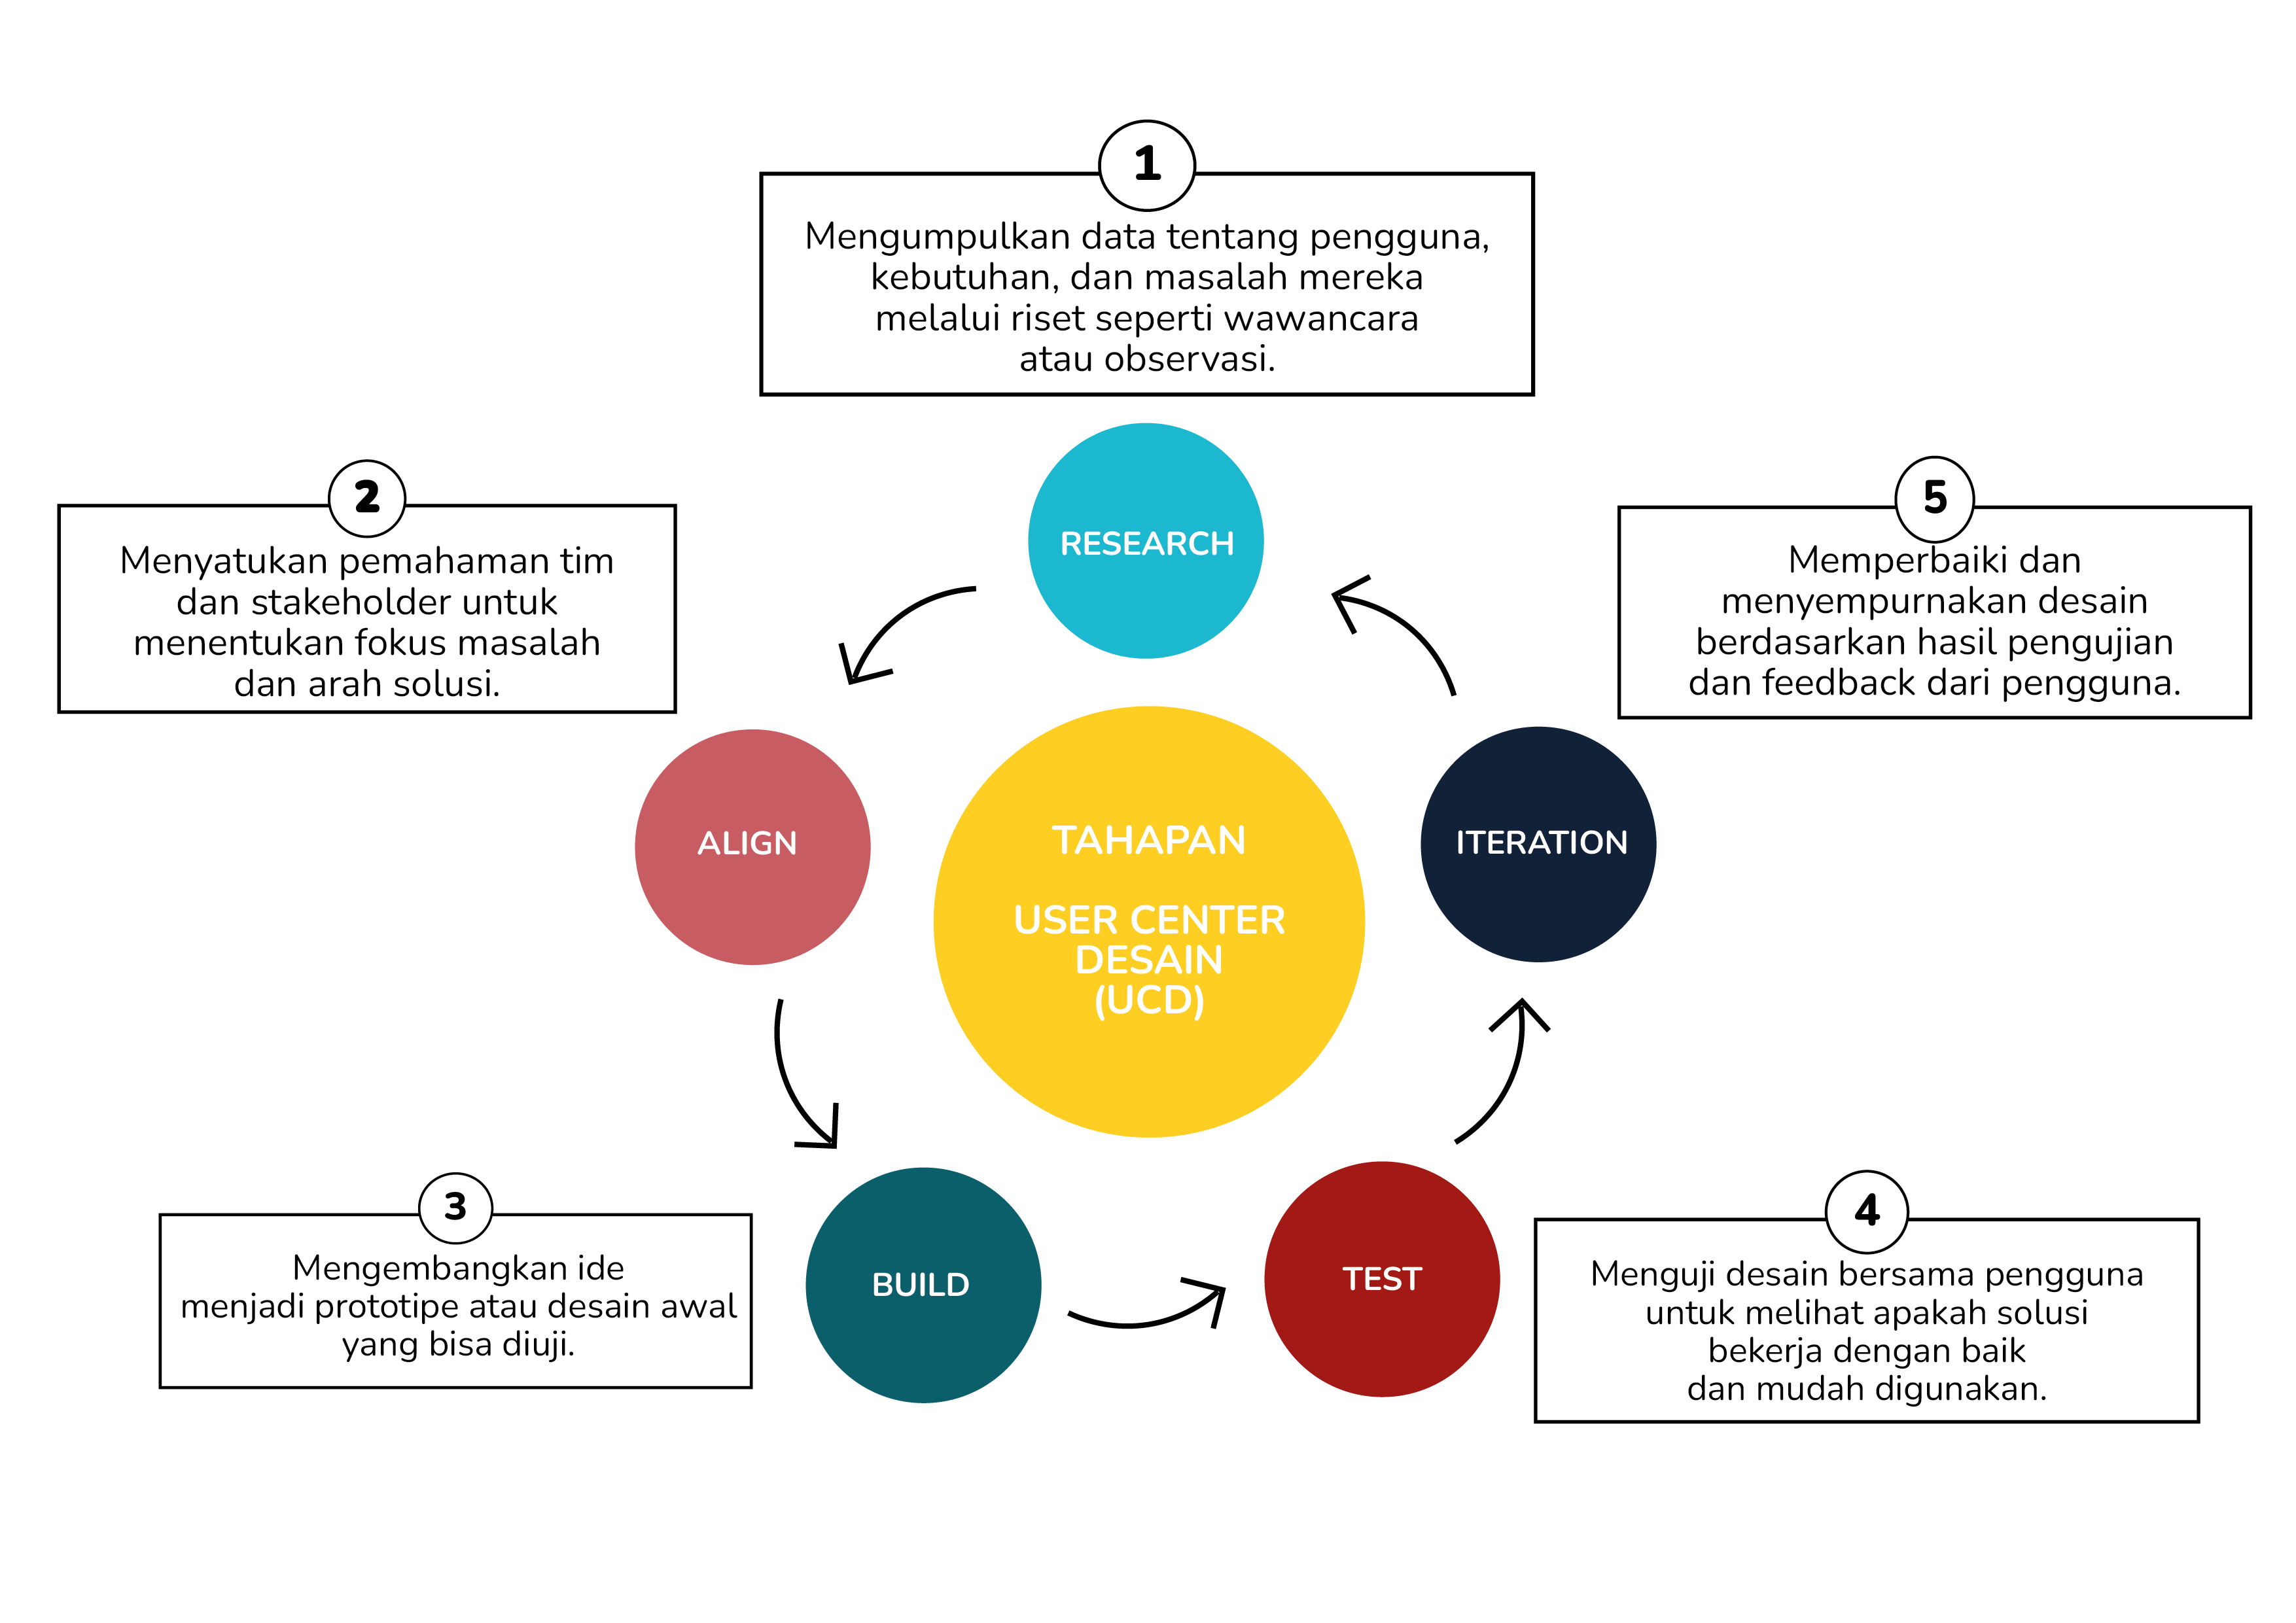 1
Mengumpulkan data tentang pengguna,
kebutuhan, dan masalah mereka
melalui riset seperti wawancara
atau observasi.
RESEARCH
2
Menyatukan pemahaman tim
dan stakeholder untuk
menentukan fokus masalah
dan arah solusi.
ALIGN
TAHAPAN
USER CENTER
DESAIN
(UCD)
3
Mengembangkan ide
menjadi prototipe atau desain awal
yang bisa diuji.
BUILD
4
Menguji desain bersama pengguna
untuk melihat apakah solusi
bekerja dengan baik
dan mudah digunakan.
TEST
5
Memperbaiki dan
menyempurnakan desain
berdasarkan hasil pengujian
dan feedback dari pengguna.
ITERATION